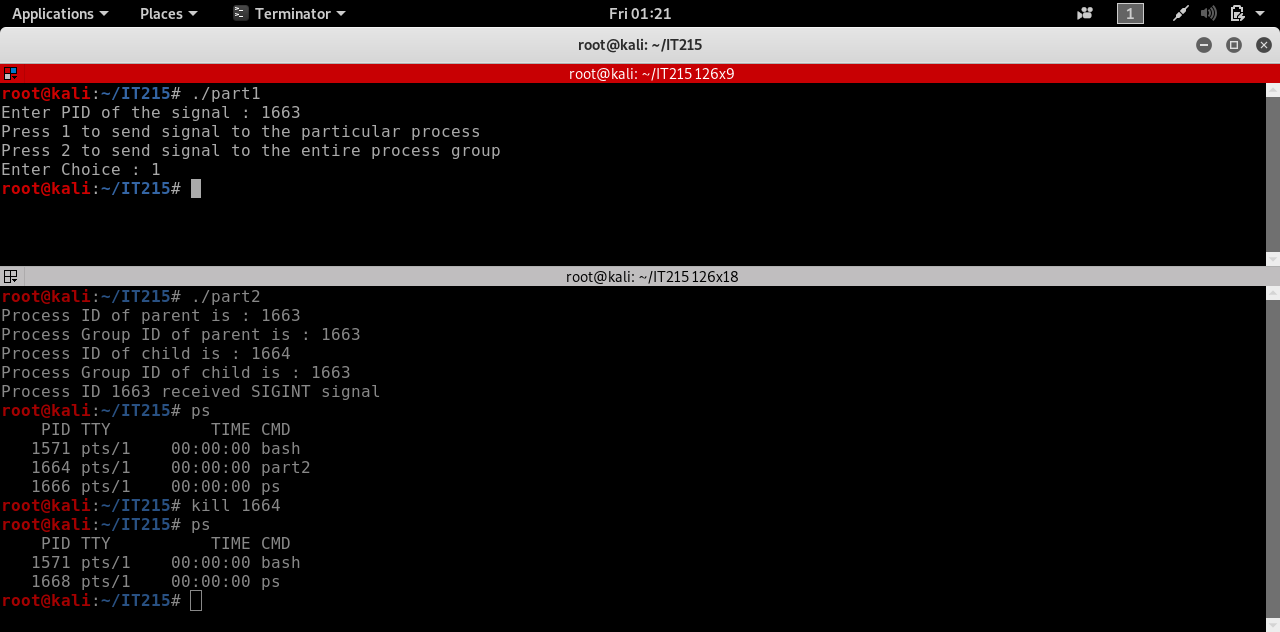 Applications Places Terminator Fri 01:21 1
root@kali: ~/IT215
root@kali: ~/IT215 126x9
root@kali:~/IT215# ./part1
Enter PID of the signal : 1663
Press 1 to send signal to the particular process
Press 2 to send signal to the entire process group
Enter Choice : 1
root@kali:~/IT215#
root@kali: ~/IT215 126x18
root@kali:~/IT215# ./part2
Process ID of parent is : 1663
Process Group ID of parent is : 1663
Process ID of child is : 1664
Process Group ID of child is : 1663
Process ID 1663 received SIGINT signal
root@kali:~/IT215# ps
    PID TTY          TIME CMD
   1571 pts/1    00:00:00 bash
   1664 pts/1    00:00:00 part2
   1666 pts/1    00:00:00 ps
root@kali:~/IT215# kill 1664
root@kali:~/IT215# ps
    PID TTY          TIME CMD
   1571 pts/1    00:00:00 bash
   1668 pts/1    00:00:00 ps
root@kali:~/IT215#